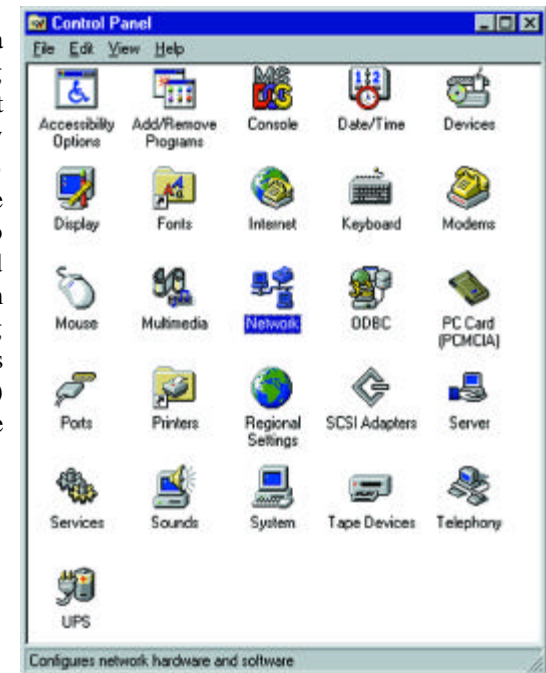 Control Panel
File Edit View Help
Accessibility Options
Add/Remove Programs
Console
Date/Time
Devices
Display
Fonts
Internet
Keyboard
Modems
Mouse
Multimedia
Network
ODBC
PC Card (PCMCIA)
Ports
Printers
Regional Settings
SCSI Adapters
Server
Services
Sounds
System
Tape Devices
Telephony
UPS
Configures network hardware and software